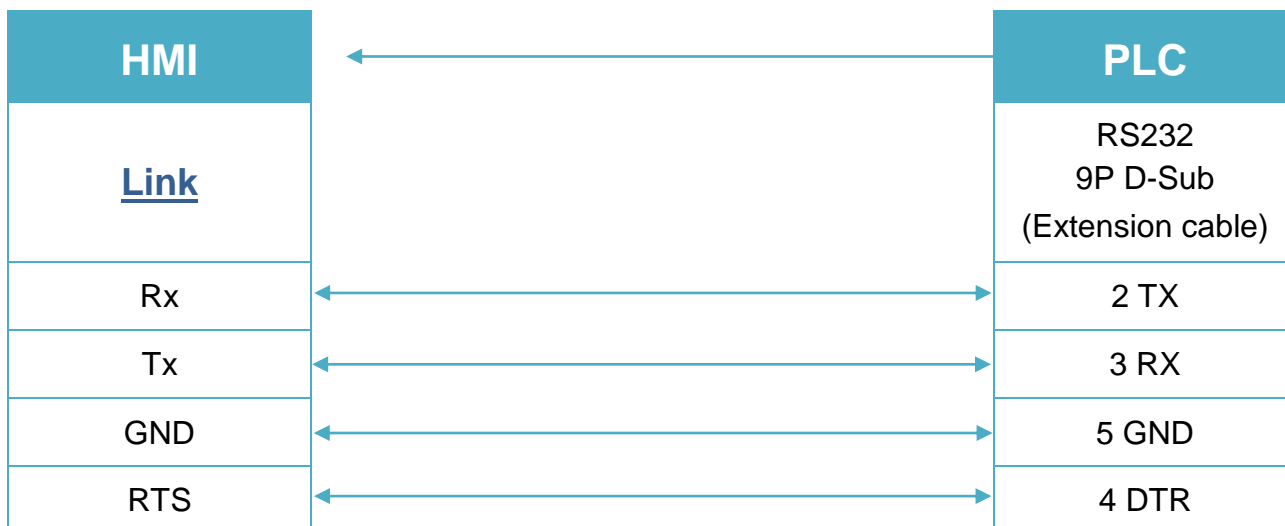 HMI
PLC
Link
RS232
9P D-Sub
(Extension cable)
Rx
2 TX
Tx
3 RX
GND
5 GND
RTS
4 DTR